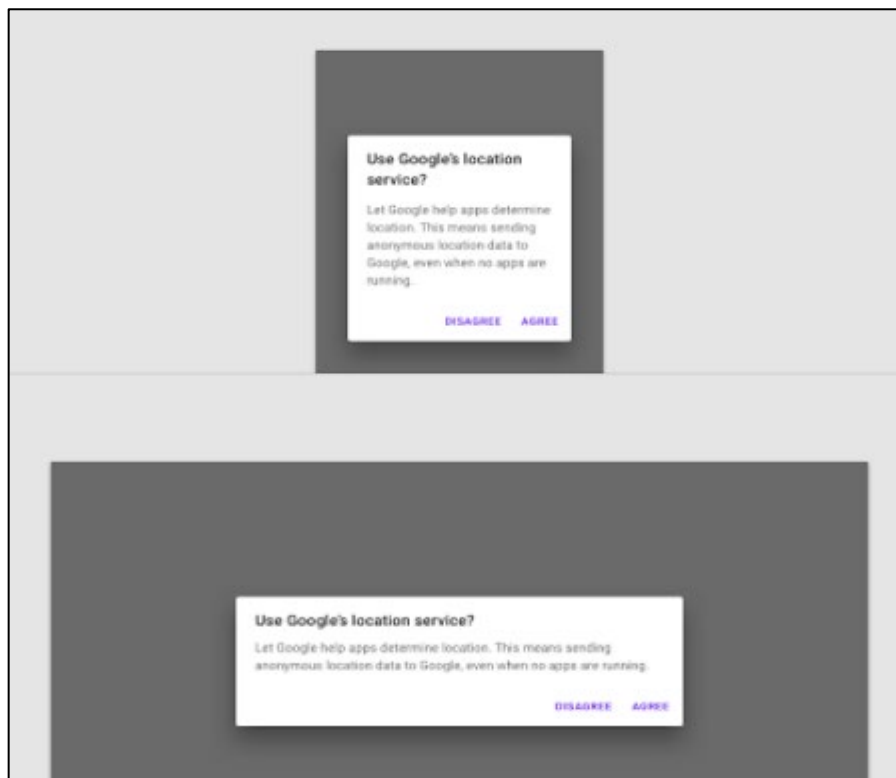 Use Google's location
service?
Let Google help apps determine
location. This means sending
anonymous location data to
Google, even when no apps are
running.
DISAGREE AGREE
Use Google's location service?
Let Google help apps determine location. This means sending
anonymous location data to Google, even when no apps are running.
DISAGREE AGREE